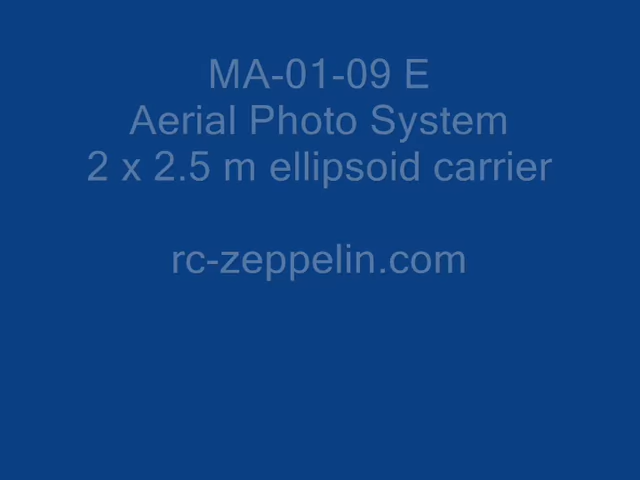 MA-01-09 E
Aerial Photo System
2 x 2.5 m ellipsoid carrier
rc-zeppelin.com